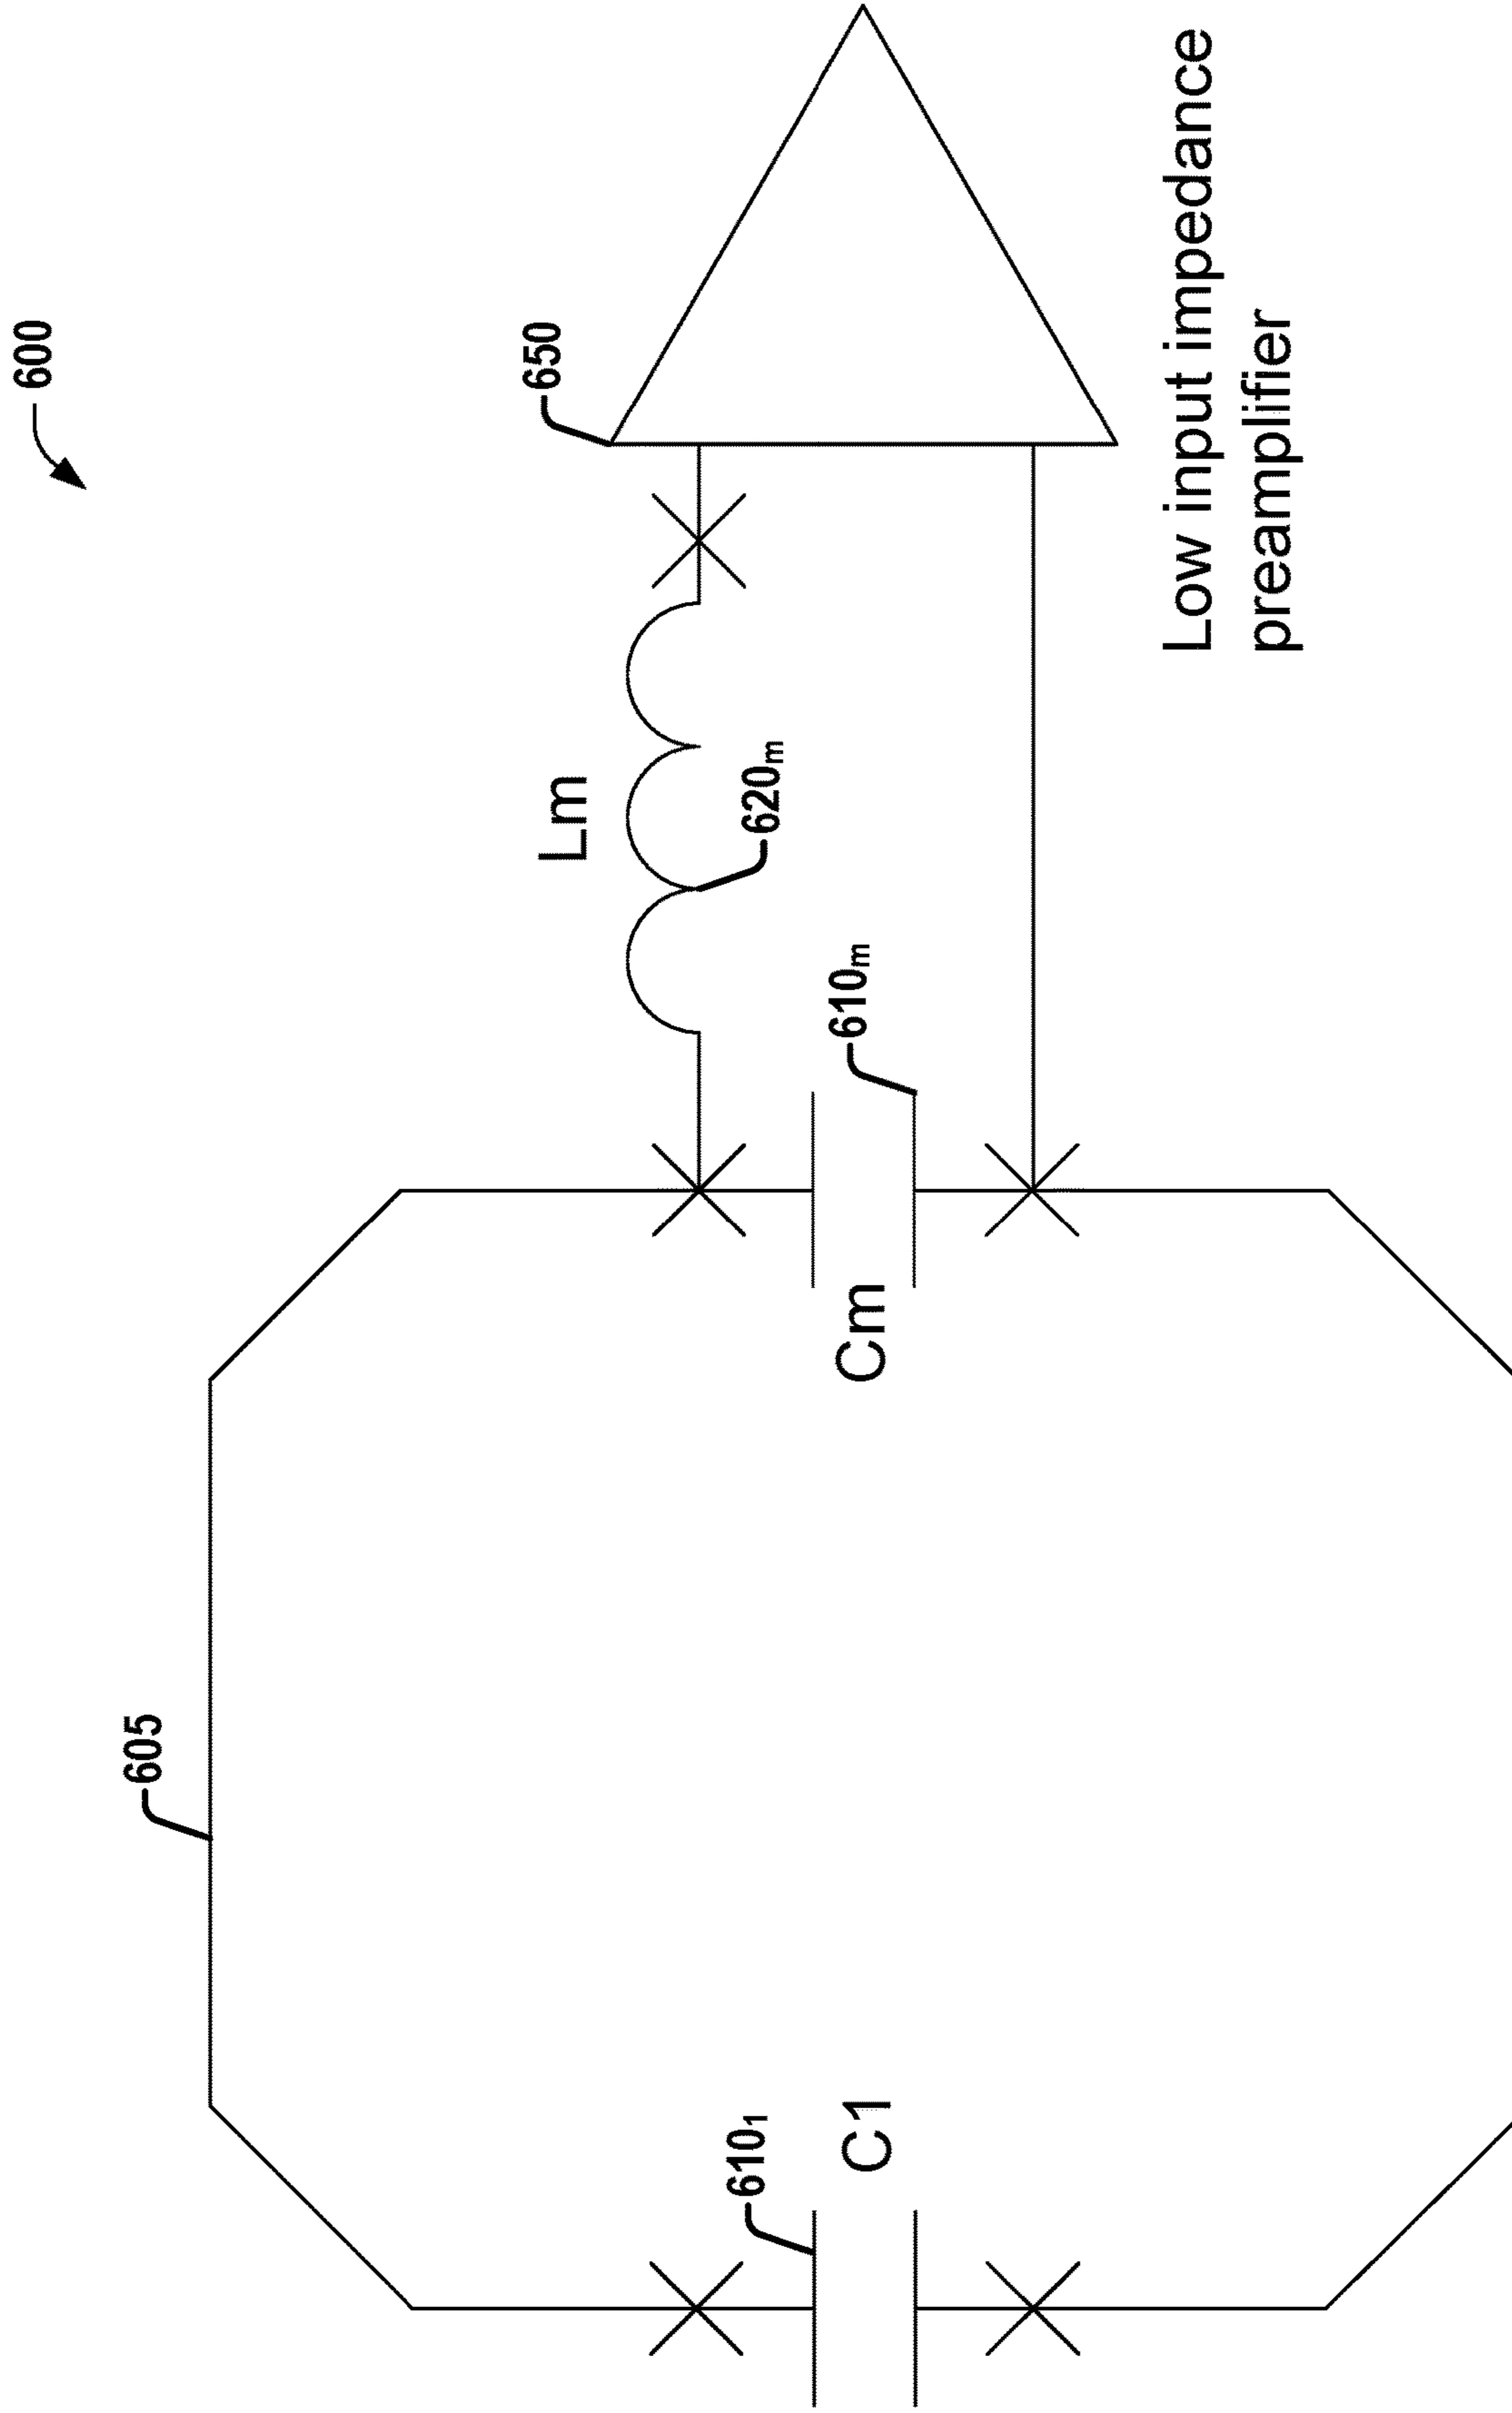 600
605
650
Lm
620m
610m
Cm
6101
C1
Low input impedance
preamplifier